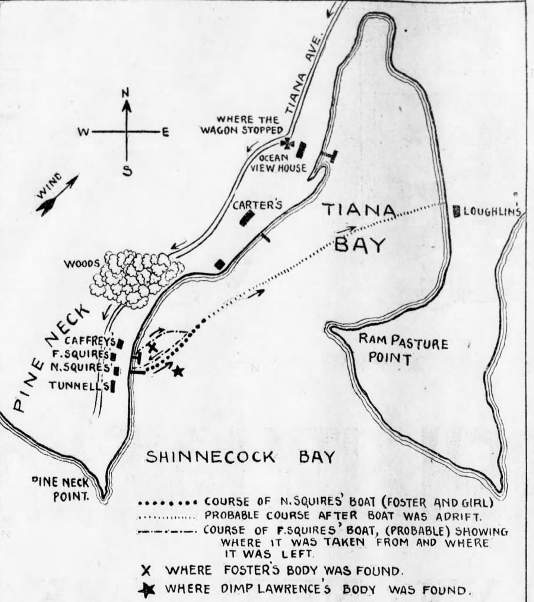 TIANA AVE.
N
W E
S
WIND
WHERE THE
WAGON STOPPED
OCEAN
VIEW HOUSE
CARTER'S
TIANA
BAY
LOUGHLIN'S
WOODS
PINE NECK
CAFFREY'S
F. SQUIRES'
N. SQUIRES'
TUNNELL'S
X
RAM PASTURE
POINT
SHINNECOCK BAY
PINE NECK
POINT.
COURSE OF N. SQUIRES' BOAT (FOSTER AND GIRL)
PROBABLE COURSE AFTER BOAT WAS ADRIFT.
COURSE OF F. SQUIRES' BOAT, (PROBABLE) SHOWING
WHERE IT WAS TAKEN FROM AND WHERE
IT WAS LEFT.
X WHERE FOSTER'S BODY WAS FOUND.
WHERE DIMP LAWRENCE'S BODY WAS FOUND.